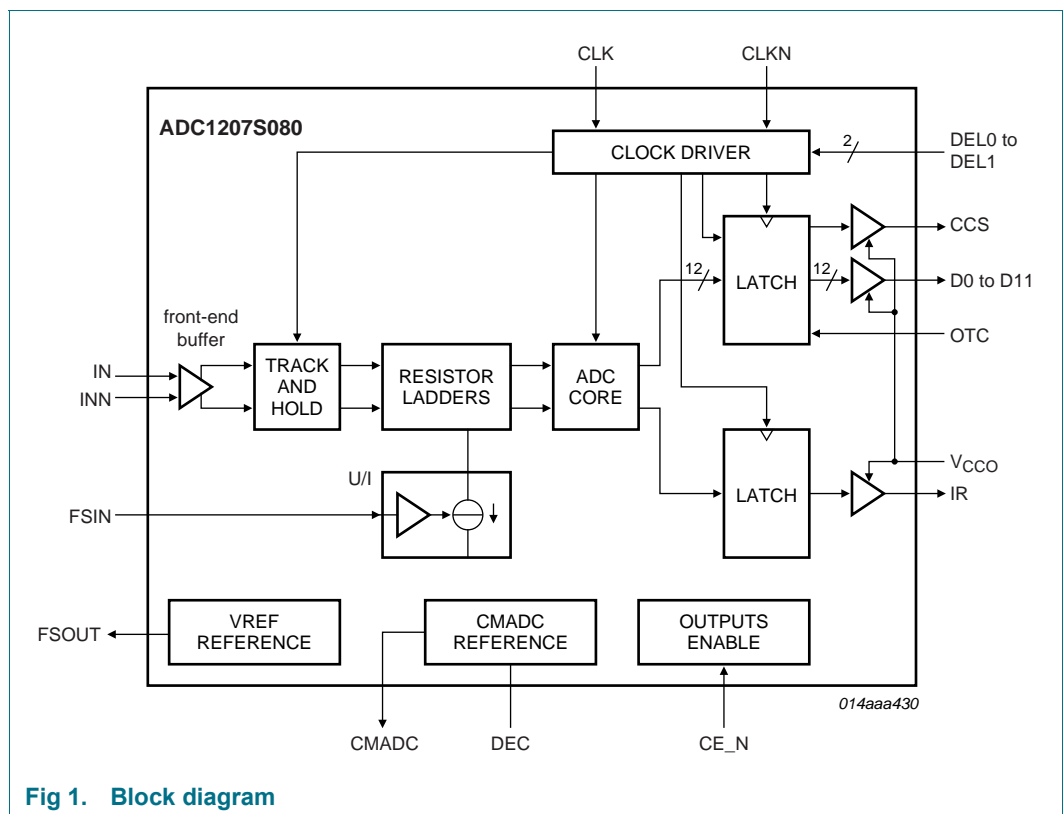 CLK
CLKN
ADC1207S080
CLOCK DRIVER
2
DEL0 to
DEL1
LATCH
CCS
12
12
D0 to D11
OTC
front-end
buffer
IN
INN
TRACK
AND
HOLD
RESISTOR
LADDERS
ADC
CORE
U/I
FSIN
LATCH
VCCO
IR
FSOUT
VREF
REFERENCE
CMADC
REFERENCE
OUTPUTS
ENABLE
014aaa430
CMADC
DEC
CE_N
Fig 1. Block diagram